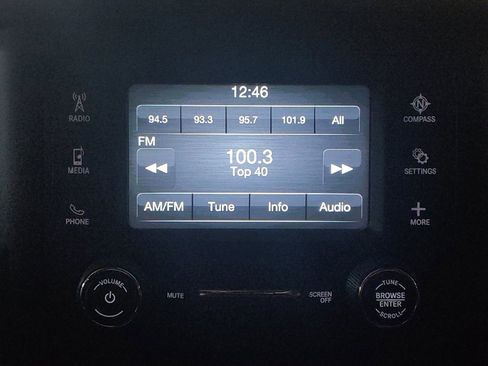 12:46
94.5 93.3 95.7 101.9 All
FM
RADIO
COMPASS
100.3
Top 40
MEDIA
SETTINGS
AM/FM Tune Info Audio
PHONE
MORE
VOLUME
MUTE
SCREEN
OFF
TUNE
BROWSE
ENTER
SCROLL
N